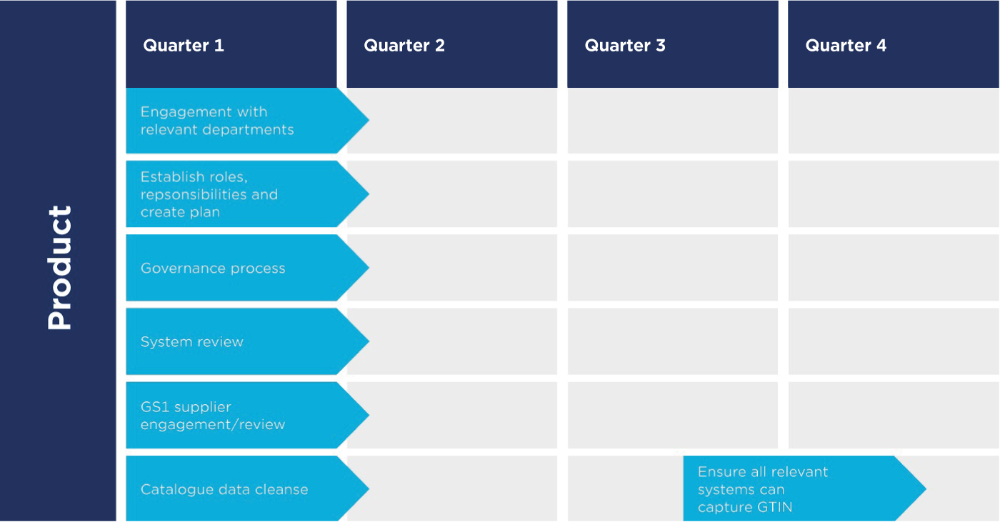 Product
Quarter 1
Quarter 2
Quarter 3
Quarter 4
Engagement with
relevant departments
Establish roles,
repsonsibilities and
create plan
Governance process
System review
GS1 supplier
engagement/review
Catalogue data cleanse
Ensure all relevant
systems can
capture GTIN